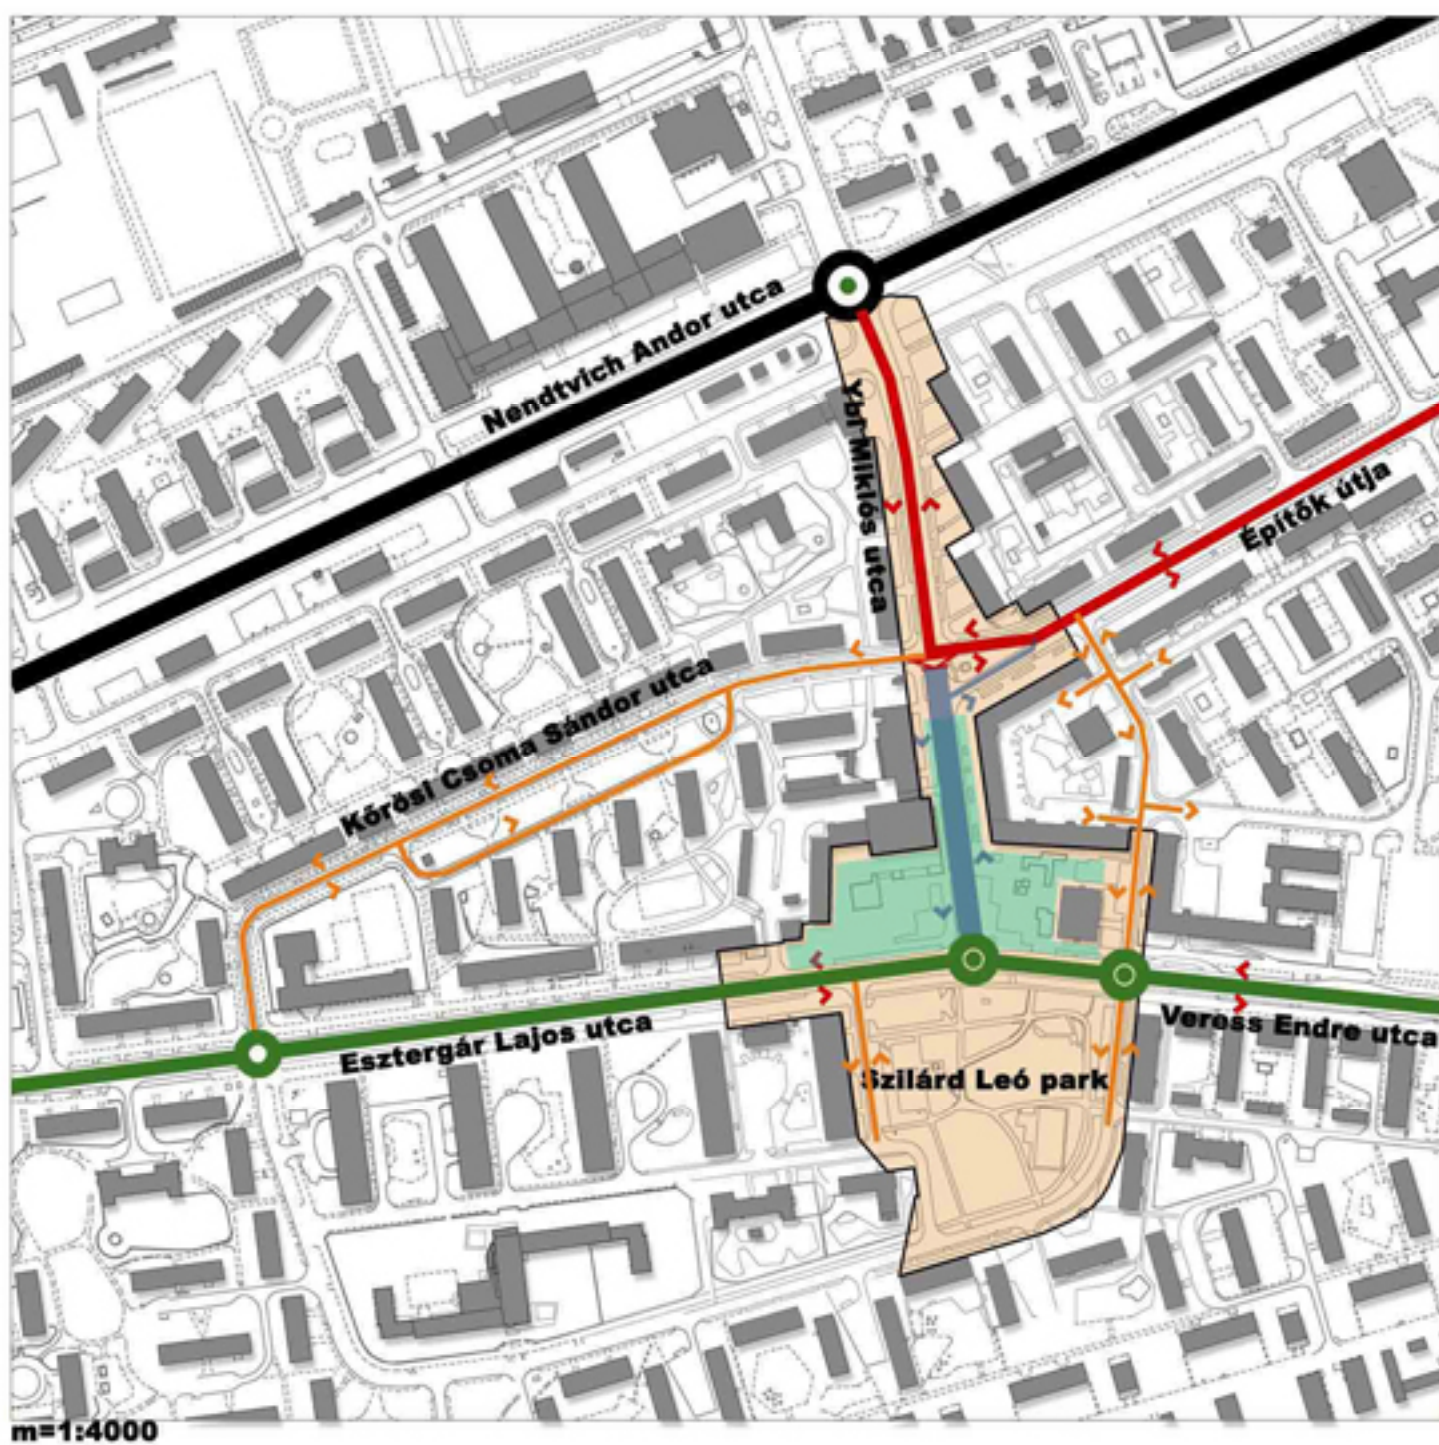 Nendtvich Andor utca
Ybl Miklós utca
Építők útja
Kőrösi Csoma Sándor utca
Esztergár Lajos utca
Veress Endre utca
Szilárd Leó park
m=1:4000